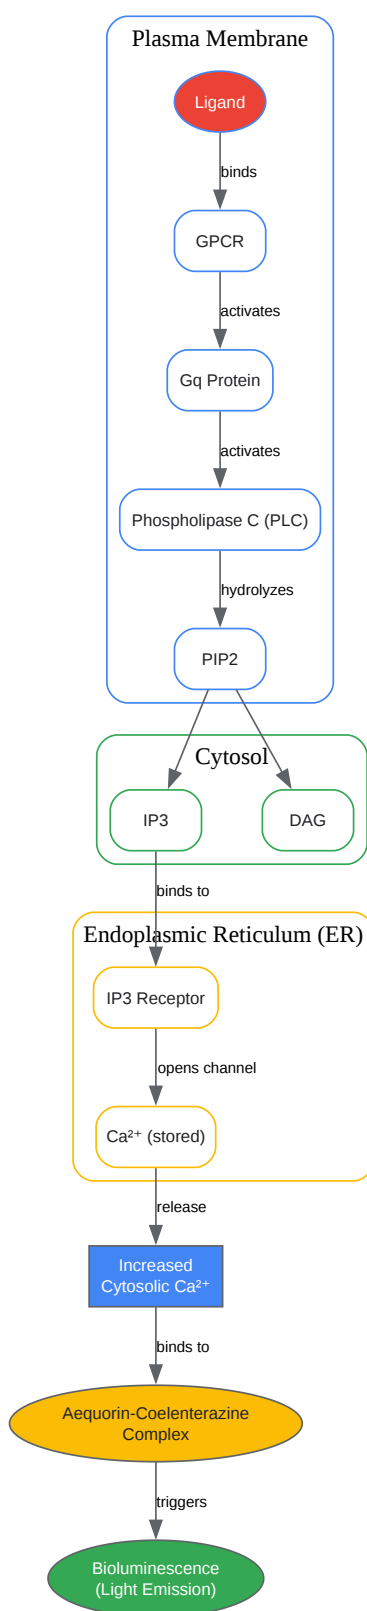 Plasma Membrane
Ligand
binds
GPCR
activates
Gq Protein
activates
Phospholipase C (PLC)
hydrolyzes
PIP2
Cytosol
IP3
DAG
binds to
Endoplasmic Reticulum (ER)
IP3 Receptor
opens channel
Ca²⁺ (stored)
release
Increased
Cytosolic Ca²⁺
binds to
Aequorin-Coelenterazine
Complex
triggers
Bioluminescence
(Light Emission)